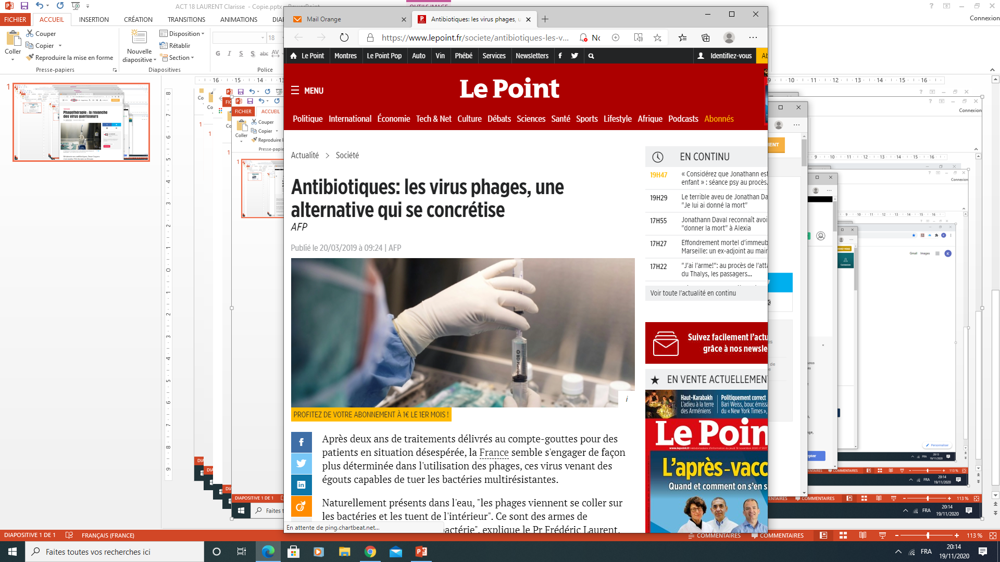 ACT 18 LAURENT Clarisse - Copie.pptx - PowerPoint
OUTILS IMAGE
FICHIER
ACCUEIL
INSERTION
CRÉATION
TRANSITIONS
ANIMATIONS
Connexion
Coller
Couper
Copier
Reproduire la mise en forme
Presse-papiers
Nouvelle
diapositive
Disposition
Rétablir
Section
Diapositives
18
Police
Mail Orange
Antibiotiques: les virus phages, u
https://www.lepoint.fr/societe/antibiotiques-les-v...
Le Point
Montres
Le Point Pop
Auto
Vin
Phébé
Services
Newsletters
Identifiez-vous
MENU
Le Point
Politique International Économie Tech & Net Culture Débats Sciences Santé Sports Lifestyle Afrique Podcasts Abonnés
Actualité > Société
Antibiotiques: les virus phages, une
alternative qui se concrétise
AFP
Publié le 20/03/2019 à 09:24 | AFP
PROFITEZ DE VOTRE ABONNEMENT À 1€ LE 1ER MOIS !
Après deux ans de traitements délivrés au compte-gouttes pour des
patients en situation désespérée, la France semble s'engager de façon
plus déterminée dans l'utilisation des phages, ces virus venant des
égouts capables de tuer les bactéries multirésistantes.
Naturellement présents dans l'eau, "les phages viennent se coller sur
les bactéries et les tuent de l'intérieur". Ce sont des armes de
bactérie", explique le Pr Frédéric Laurent,
En attente de ping.chartbeat.net...
EN CONTINU
19H47 « Considérez que Jonathann est
enfant » : séance psy au procès.
19H29 Le terrible aveu de Jonathan Da
"Je lui ai donné la mort"
17H55 Jonathann Daval reconnaît avoi
"donner la mort" à Alexia
17H27 Effondrement mortel d'immeub
Marseille: un ex-adjoint au mair
17H22 "J'ai l'arme!": au procès de l'atta
du Thalys, les passagers...
Voir toute l'actualité en continu
Suivez facilement l'actu
grâce à nos newsle
EN VENTE ACTUELLEMEN
Haut-Karabakh
L'adieu à la terre
des Arméniens
Politiquement correct
Bari Weiss, bouc émissa
du « New York Times »,
Le Poin
L'après-vacc
Quand et comment on s'en s
Phagothérapie : la revanche
des virus guérisseurs
DIAPOSITIVE 1 DE 1
FRANÇAIS (FRANCE)
COMMENTAIRES
COMMENTAIRES
113 %
Faites toutes vos recherches ici
FRA
20:14
19/11/2020